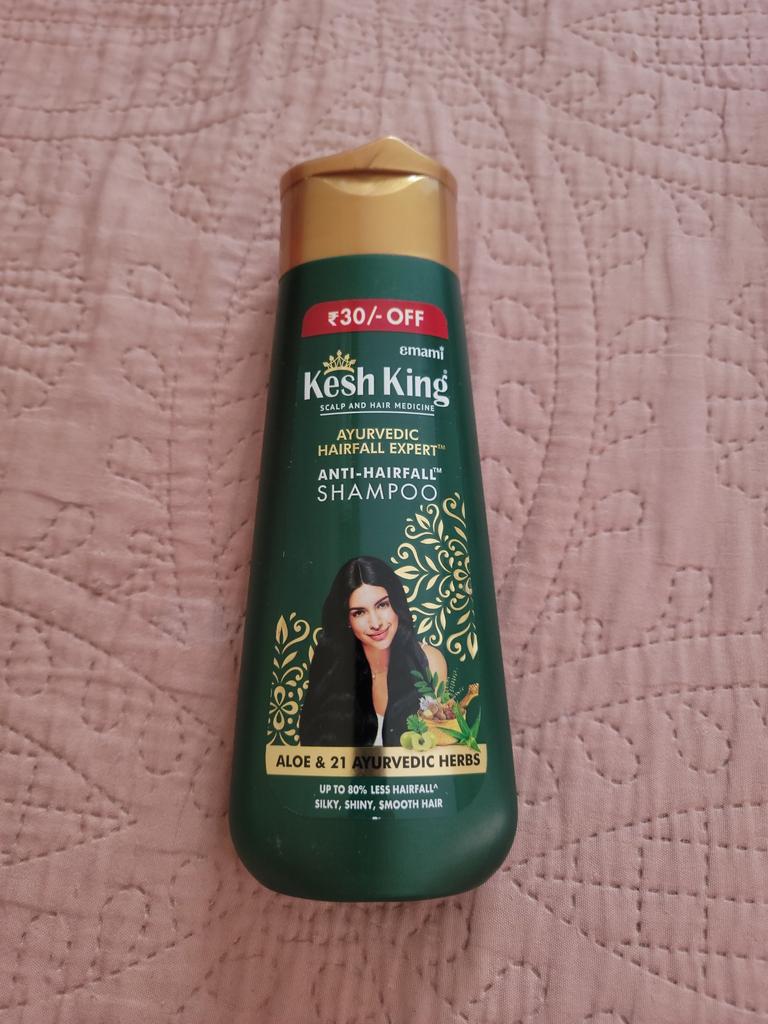 ₹30/- OFF
emami
Kesh King®
SCALP AND HAIR MEDICINE
AYURVEDIC
HAIRFALL EXPERT™
ANTI-HAIRFALL™
SHAMPOO
ALOE & 21 AYURVEDIC HERBS
UP TO 80% LESS HAIRFALL^
SILKY, SHINY, SMOOTH HAIR